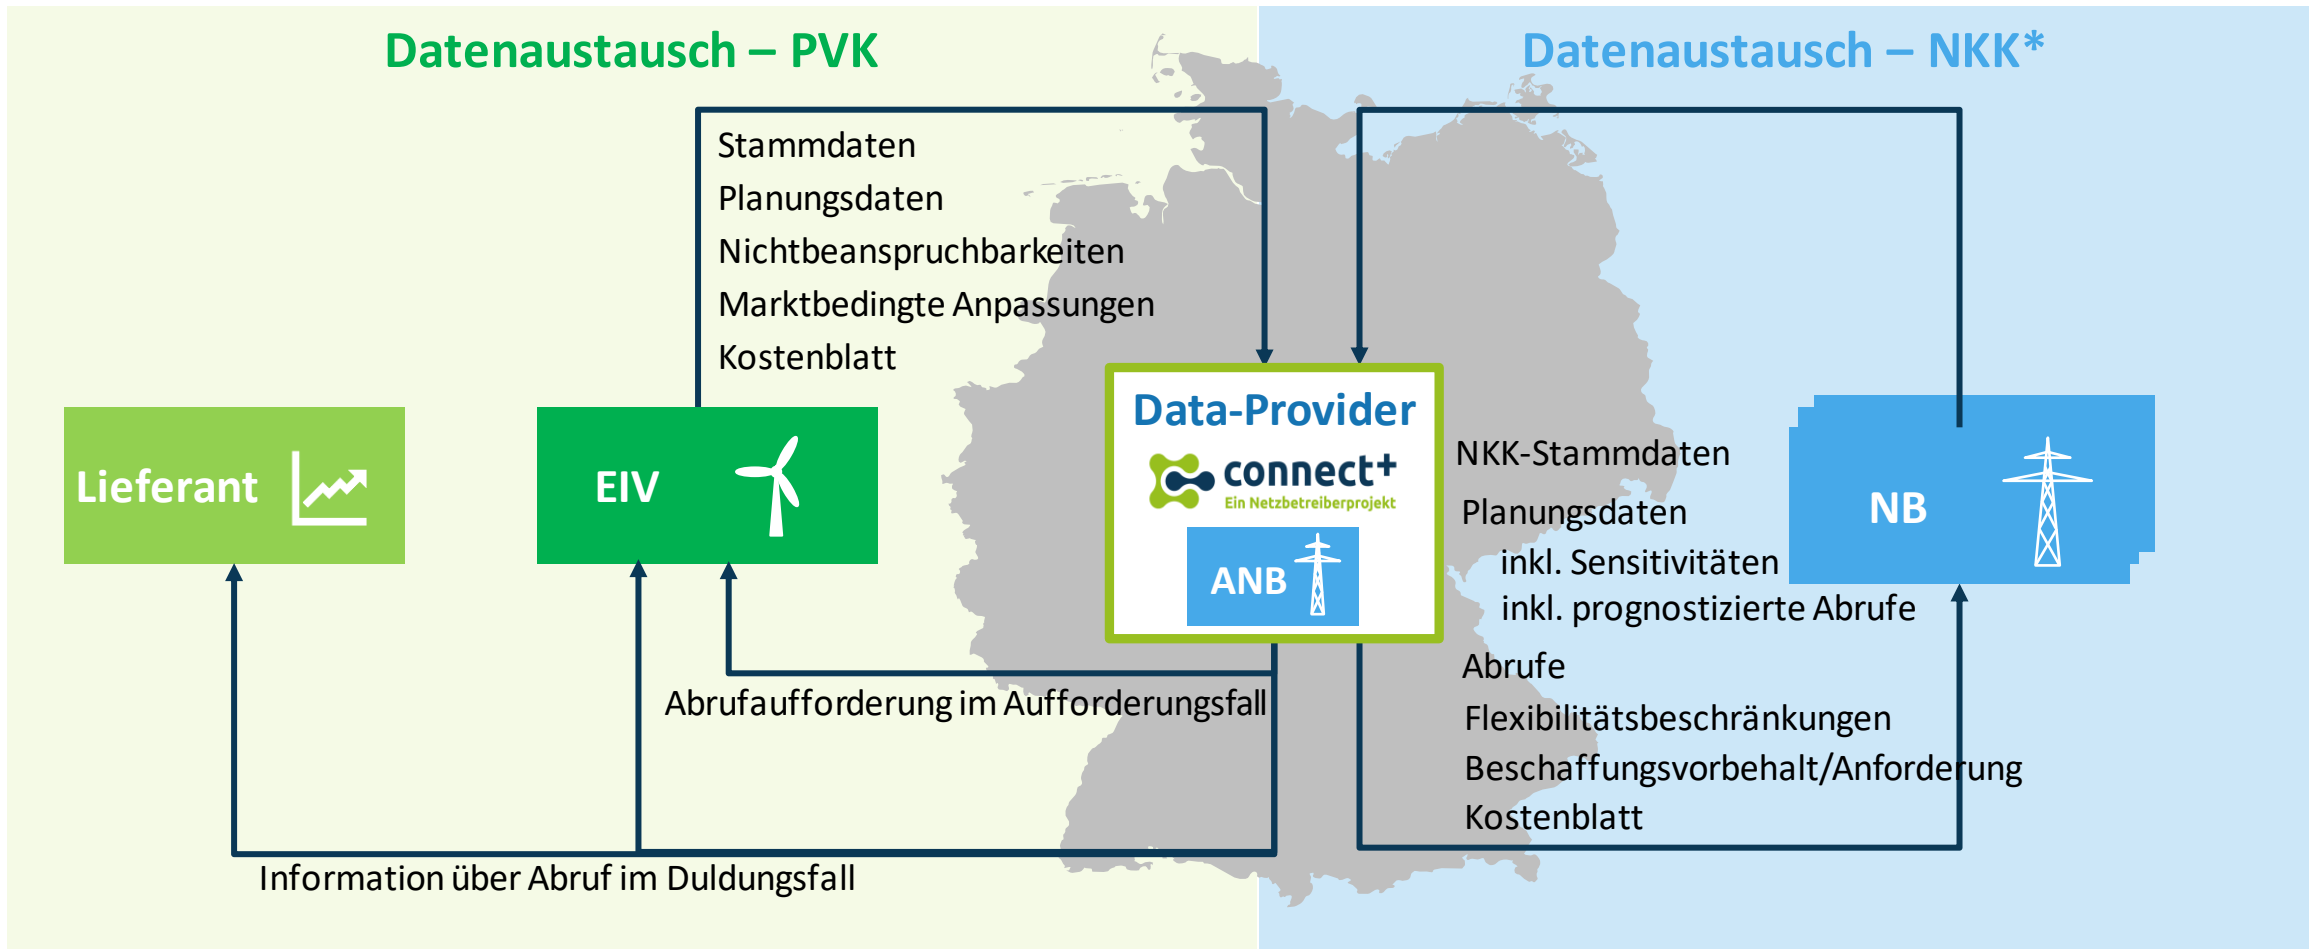 Datenaustausch – PVK
Datenaustausch – NKK*
Stammdaten
Planungsdaten
Nichtbeanspruchbarkeiten
Marktbedingte Anpassungen
Kostenblatt
Lieferant
EIV
Data-Provider
connect+
Ein Netzbetreiberprojekt
ANB
NKK-Stammdaten
Planungsdaten
inkl. Sensitivitäten
inkl. prognostizierte Abrufe
Abrufe
Flexibilitätsbeschränkungen
Beschaffungsvorbehalt/Anforderung
Kostenblatt
NB
Abrufaufforderung im Aufforderungsfall
Information über Abruf im Duldungsfall